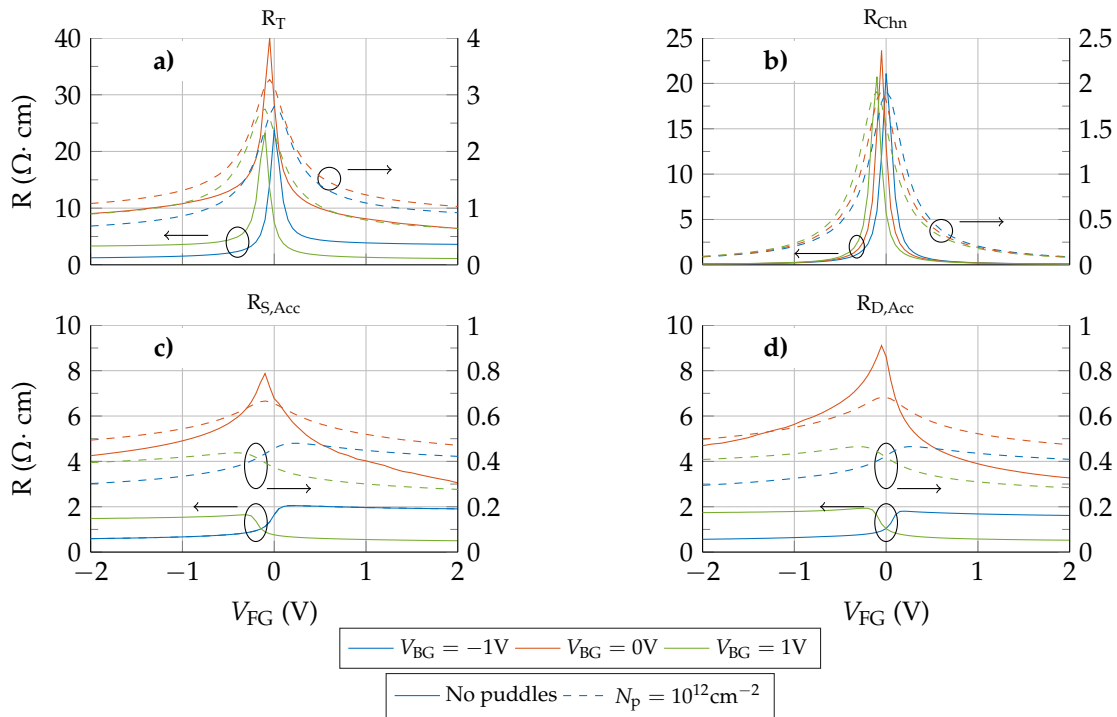 R_T
R_Chn
a)
b)
R (Ω· cm)
40
30
20
10
0
4
3
2
1
0
25
20
15
10
5
0
2.5
2
1.5
1
0.5
0
R_S,Acc
R_D,Acc
c)
d)
R (Ω· cm)
10
8
6
4
2
0
1
0.8
0.6
0.4
0.2
0
10
8
6
4
2
0
1
0.8
0.6
0.4
0.2
0
−2 −1 0 1 2
−2 −1 0 1 2
V_FG (V)
V_FG (V)
V_BG = −1V V_BG = 0V V_BG = 1V
No puddles N_p = 10¹²cm⁻²